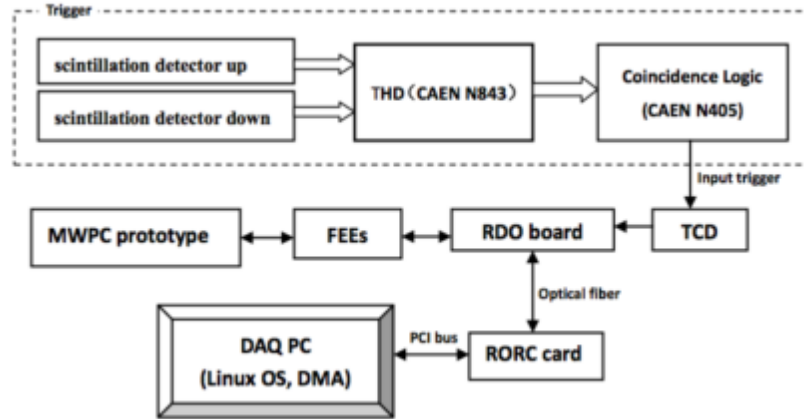 Trigger
scintillation detector up
scintillation detector down
THD(CAEN N843)
Coincidence Logic
(CAEN N405)
Input trigger
MWPC prototype
FEEs
RDO board
TCD
Optical fiber
DAQ PC
(Linux OS, DMA)
PCI bus
RORC card